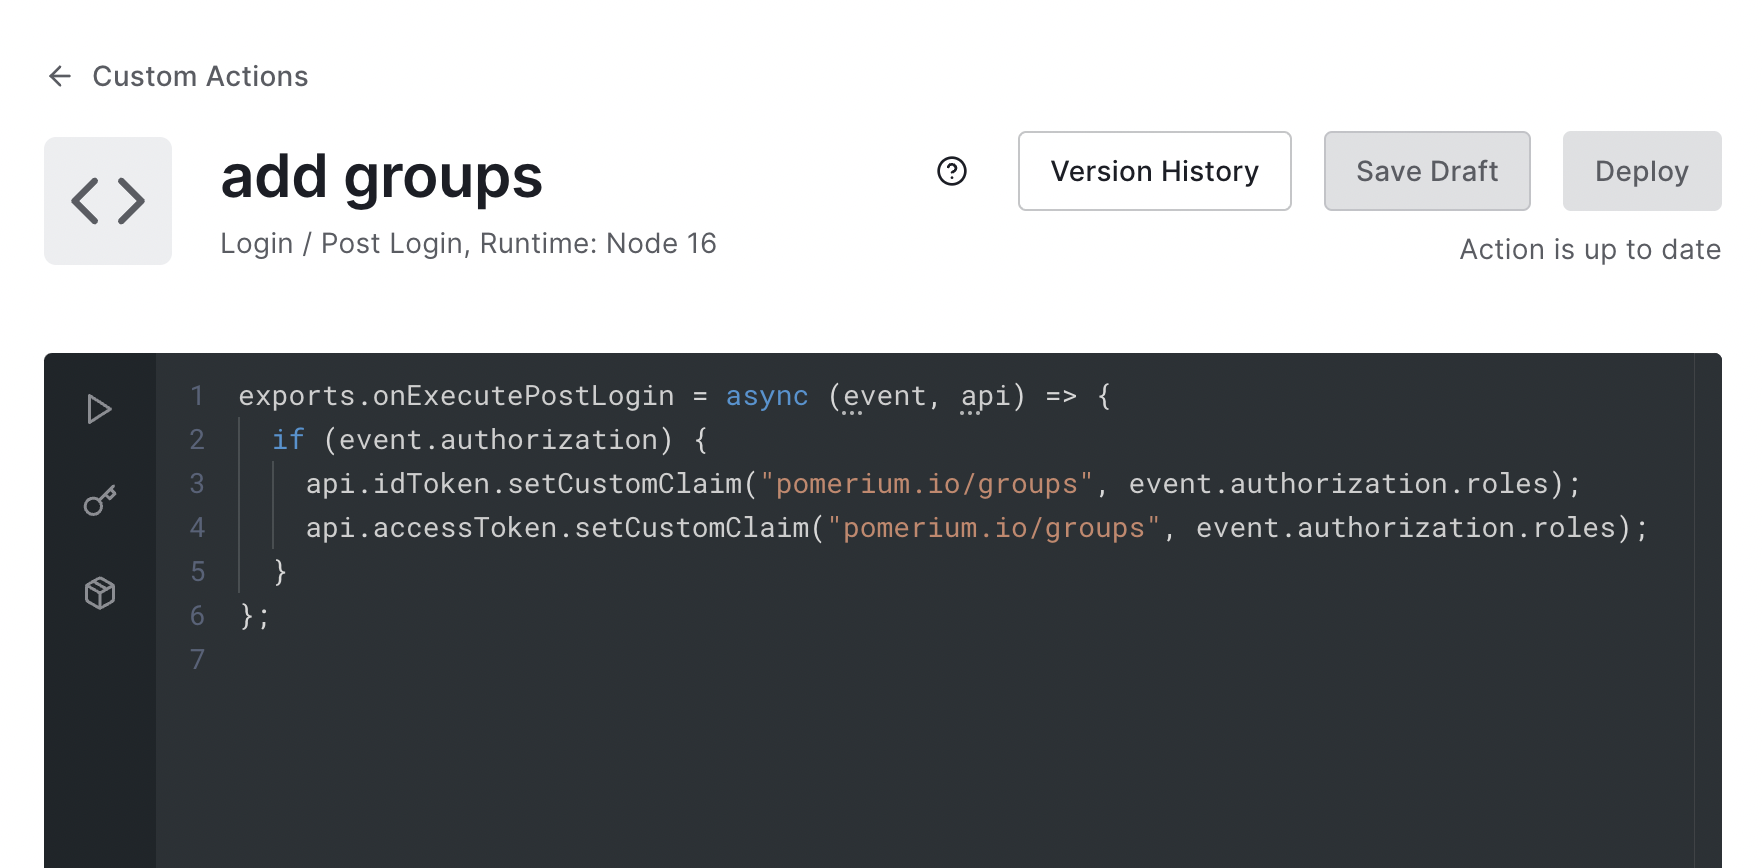 Custom Actions
add groups
Login / Post Login, Runtime: Node 16
Version History
Save Draft
Deploy
Action is up to date
1 exports.onExecutePostLogin = async (event, api) => {
2   if (event.authorization) {
3     api.idToken.setCustomClaim("pomerium.io/groups", event.authorization.roles);
4     api.accessToken.setCustomClaim("pomerium.io/groups", event.authorization.roles);
5   }
6 };
7